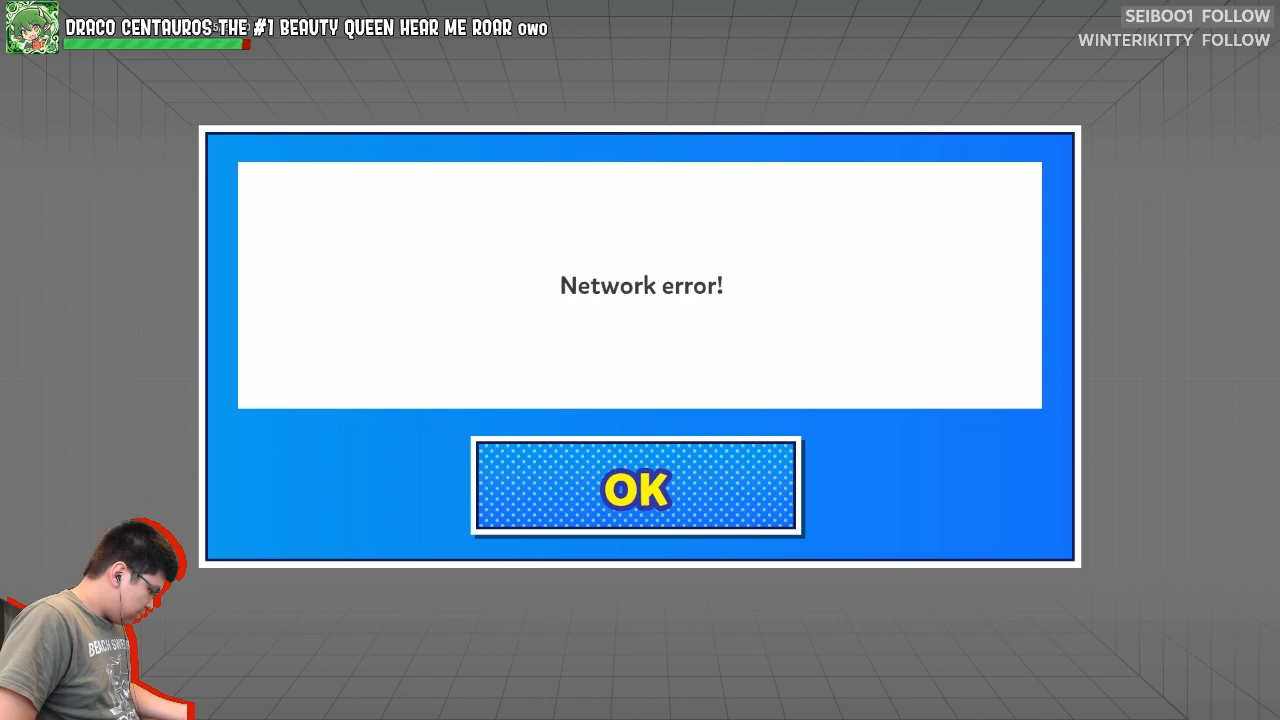 DRACO CENTAUROS THE #1 BEAUTY QUEEN HEAR ME ROAR owo
SEIBOO1 FOLLOW
WINTERIKITTY FOLLOW
Network error!
OK